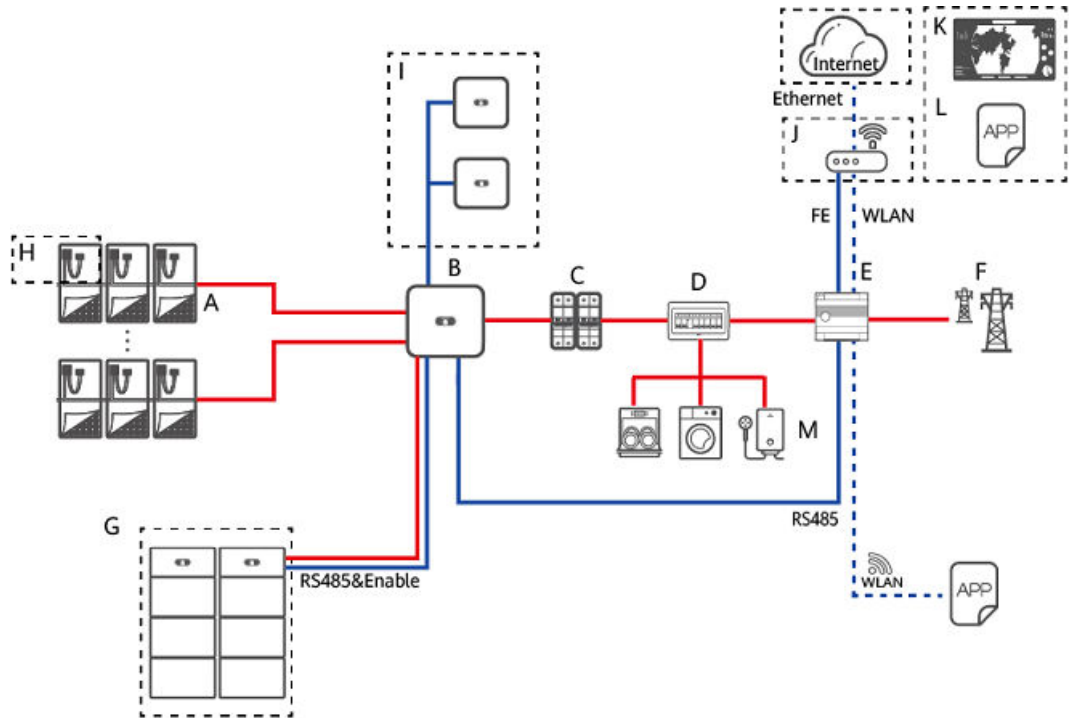 I
Internet
K
Ethernet
J
L
APP
FE
WLAN
H
A
B
C
D
E
F
M
RS485
G
RS485&Enable
WLAN
APP